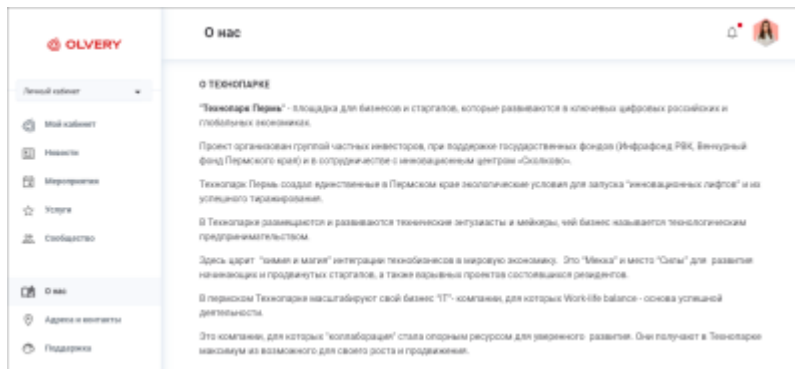 OLVERY
О нас
Личный кабинет
Мой кабинет
Новости
Мероприятия
Услуги
Сообщество
О нас
Адреса и контакты
Поддержка
О ТЕХНОПАРКЕ
"Технопарк Пермь" - площадка для бизнесов и стартапов, которые развиваются в ключевых цифровых российских и
глобальных экономиках.
Проект организован группой частных инвесторов, при поддержке государственных фондов (Инфрафонд РВК, Венчурный
фонд Пермского края) и в сотрудничестве с инновационным центром «Сколково».
Технопарк Пермь создал единственные в Пермском крае экологические условия для запуска "инновационных лифтов" и их
успешного тиражирования.
В Технопарке размещаются и развиваются технические энтузиасты и мейкеры, чей бизнес называется технологическим
предпринимательством.
Здесь царит "химия и магия" интеграции технобизнесов в мировую экономику. Это "Мекка" и место "Силы" для развития
начинающих и продвинутых стартапов, а также взрывных проектов состоявшихся резидентов.
В пермском Технопарке масштабируют свой бизнес "IT"- компании, для которых Work-life balance - основа успешной
деятельности.
Это компании, для которых "коллаборация" стала опорным ресурсом для уверенного развития. Они получают в Технопарке
максимум из возможного для своего роста и продвижения.